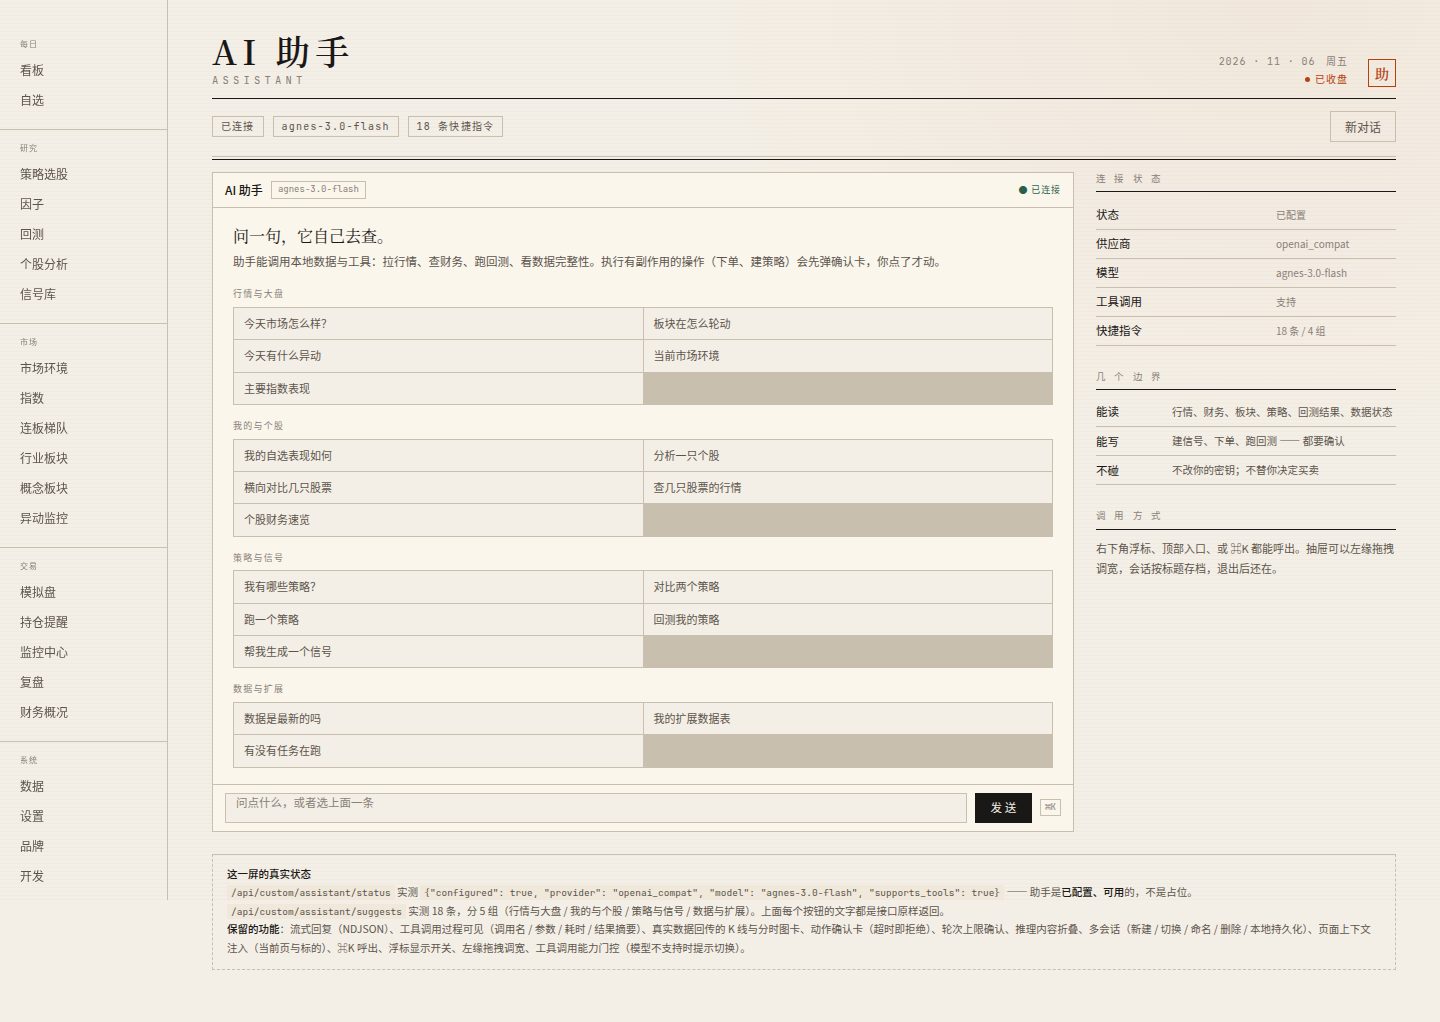 每日
看板
自选
研究
策略选股
因子
回测
个股分析
信号库
市场
市场环境
指数
连板梯队
行业板块
概念板块
异动监控
交易
模拟盘
持仓提醒
监控中心
复盘
财务概况
系统
数据
设置
品牌
开发
AI 助手
ASSISTANT
2026 · 11 · 06 周五
已收盘
助
已连接
agnes-3.0-flash
18 条快捷指令
新对话
AI 助手
agnes-3.0-flash
已连接
问一句，它自己去查。
助手能调用本地数据与工具：拉行情、查财务、跑回测、看数据完整性。执行有副作用的操作（下单、建策略）会先弹确认卡，你点了才动。
行情与大盘
今天市场怎么样？
板块在怎么轮动
今天有什么异动
当前市场环境
主要指数表现
我的与个股
我的自选表现如何
分析一只个股
横向对比几只股票
查几只股票的行情
个股财务速览
策略与信号
我有哪些策略？
对比两个策略
跑一个策略
回测我的策略
帮我生成一个信号
数据与扩展
数据是最新的吗
我的扩展数据表
有没有任务在跑
问点什么，或者选上面一条
发送
⌘K
连接状态
状态 已配置
供应商 openai_compat
模型 agnes-3.0-flash
工具调用 支持
快捷指令 18 条 / 4 组
几个边界
能读 行情、财务、板块、策略、回测结果、数据状态
能写 建信号、下单、跑回测 —— 都要确认
不碰 不改你的密钥；不替你决定买卖
调用方式
右下角浮标、顶部入口、或 ⌘K 都能呼出。抽屉可以左缘拖拽
调宽，会话按标题存档，退出后还在。
这一屏的真实状态
/api/custom/assistant/status 实测 {"configured": true, "provider": "openai_compat", "model": "agnes-3.0-flash", "supports_tools": true} —— 助手是已配置、可用的，不是占位。
/api/custom/assistant/suggests 实测 18 条，分 5 组（行情与大盘 / 我的与个股 / 策略与信号 / 数据与扩展）。上面每个按钮的文字都是接口原样返回。
保留的功能：流式回复（NDJSON）、工具调用过程可见（调用名 / 参数 / 耗时 / 结果摘要）、真实数据回传的 K 线与分时图卡、动作确认卡（超时即拒绝）、轮次上限确认、推理内容折叠、多会话（新建 / 切换 / 命名 / 删除 / 本地持久化）、页面上下文
注入（当前页与标的）、⌘K 呼出、浮标显示开关、左缘拖拽调宽、工具调用能力门控（模型不支持时提示切换）。